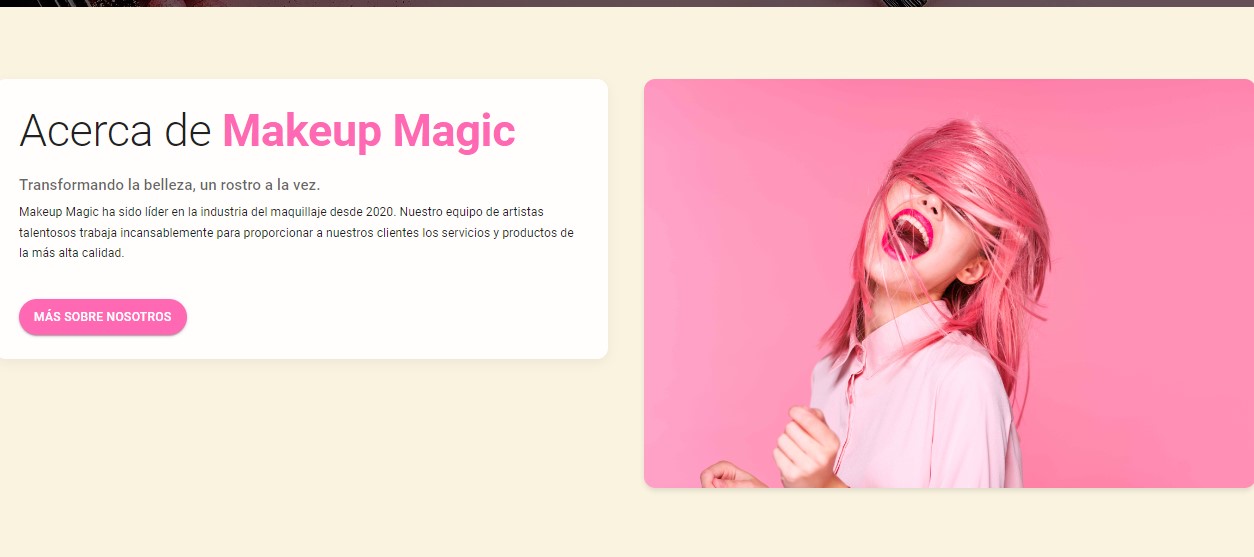 Acerca de Makeup Magic
Transformando la belleza, un rostro a la vez.
Makeup Magic ha sido líder en la industria del maquillaje desde 2020. Nuestro equipo de artistas
talentosos trabaja incansablemente para proporcionar a nuestros clientes los servicios y productos de
la más alta calidad.
MÁS SOBRE NOSOTROS